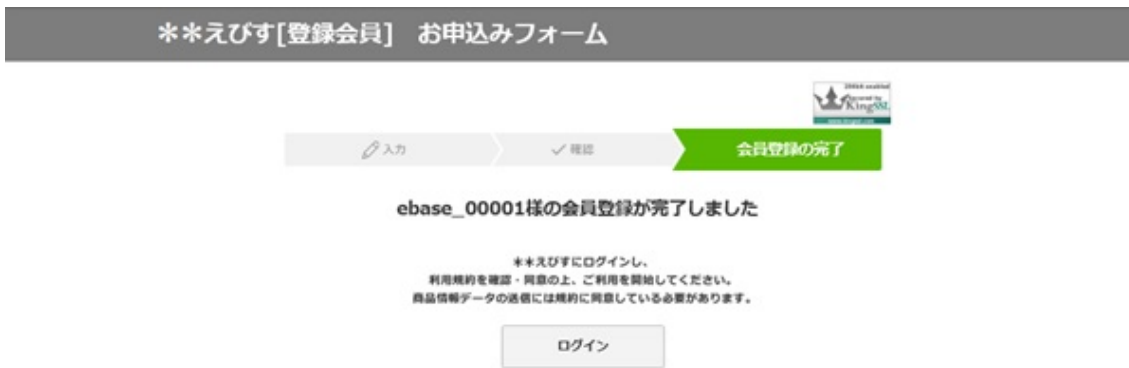 ＊＊えびす[登録会員]　お申込みフォーム
Secured by
KingSSL
入力
確認
会員登録の完了
ebase_00001様の会員登録が完了しました
＊＊えびすにログインし、
利用規約を確認・同意の上、ご利用を開始してください。
商品情報データの送信には規約に同意している必要があります。
ログイン